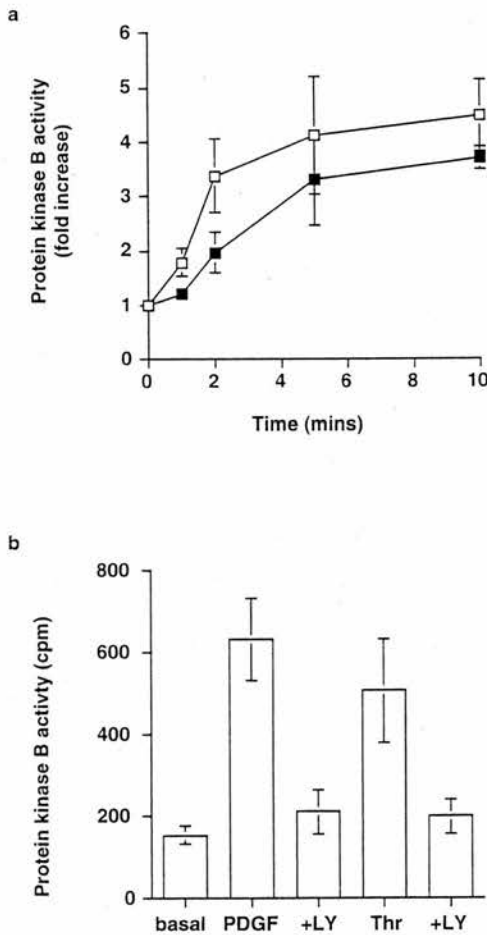 a
Protein kinase B activity
(fold increase)
6
5
4
3
2
1
0
0 2 4 6 8 10
Time (mins)
b
Protein kinase B activty (cpm)
800
600
400
200
0
basal PDGF +LY Thr +LY